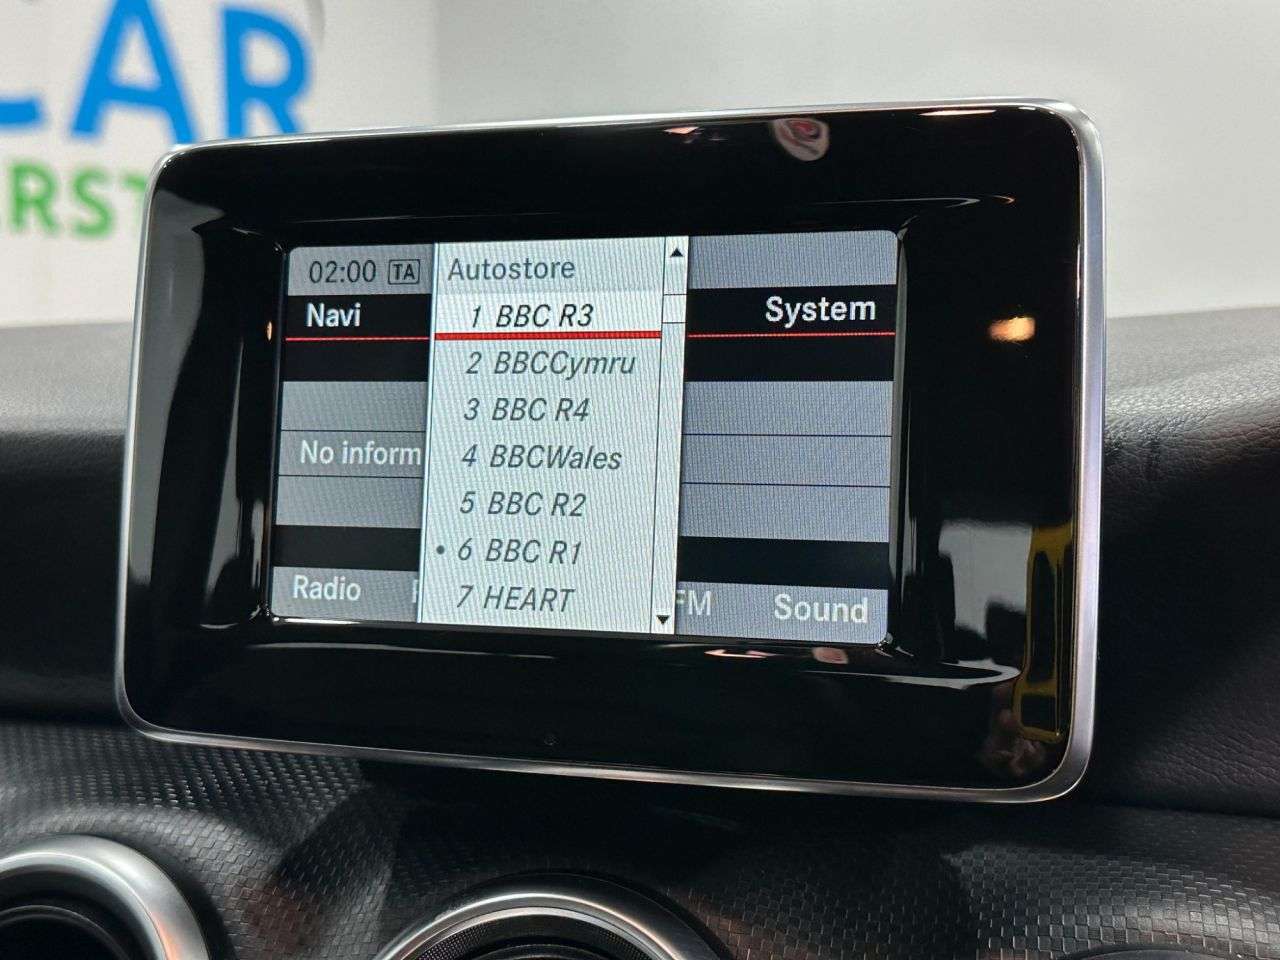 CAR
ERST
02:00 TA
Autostore
Navi
1 BBC R3
System
2 BBCCymru
3 BBC R4
No inform
4 BBCWales
5 BBC R2
• 6 BBC R1
Radio
7 HEART
FM
Sound